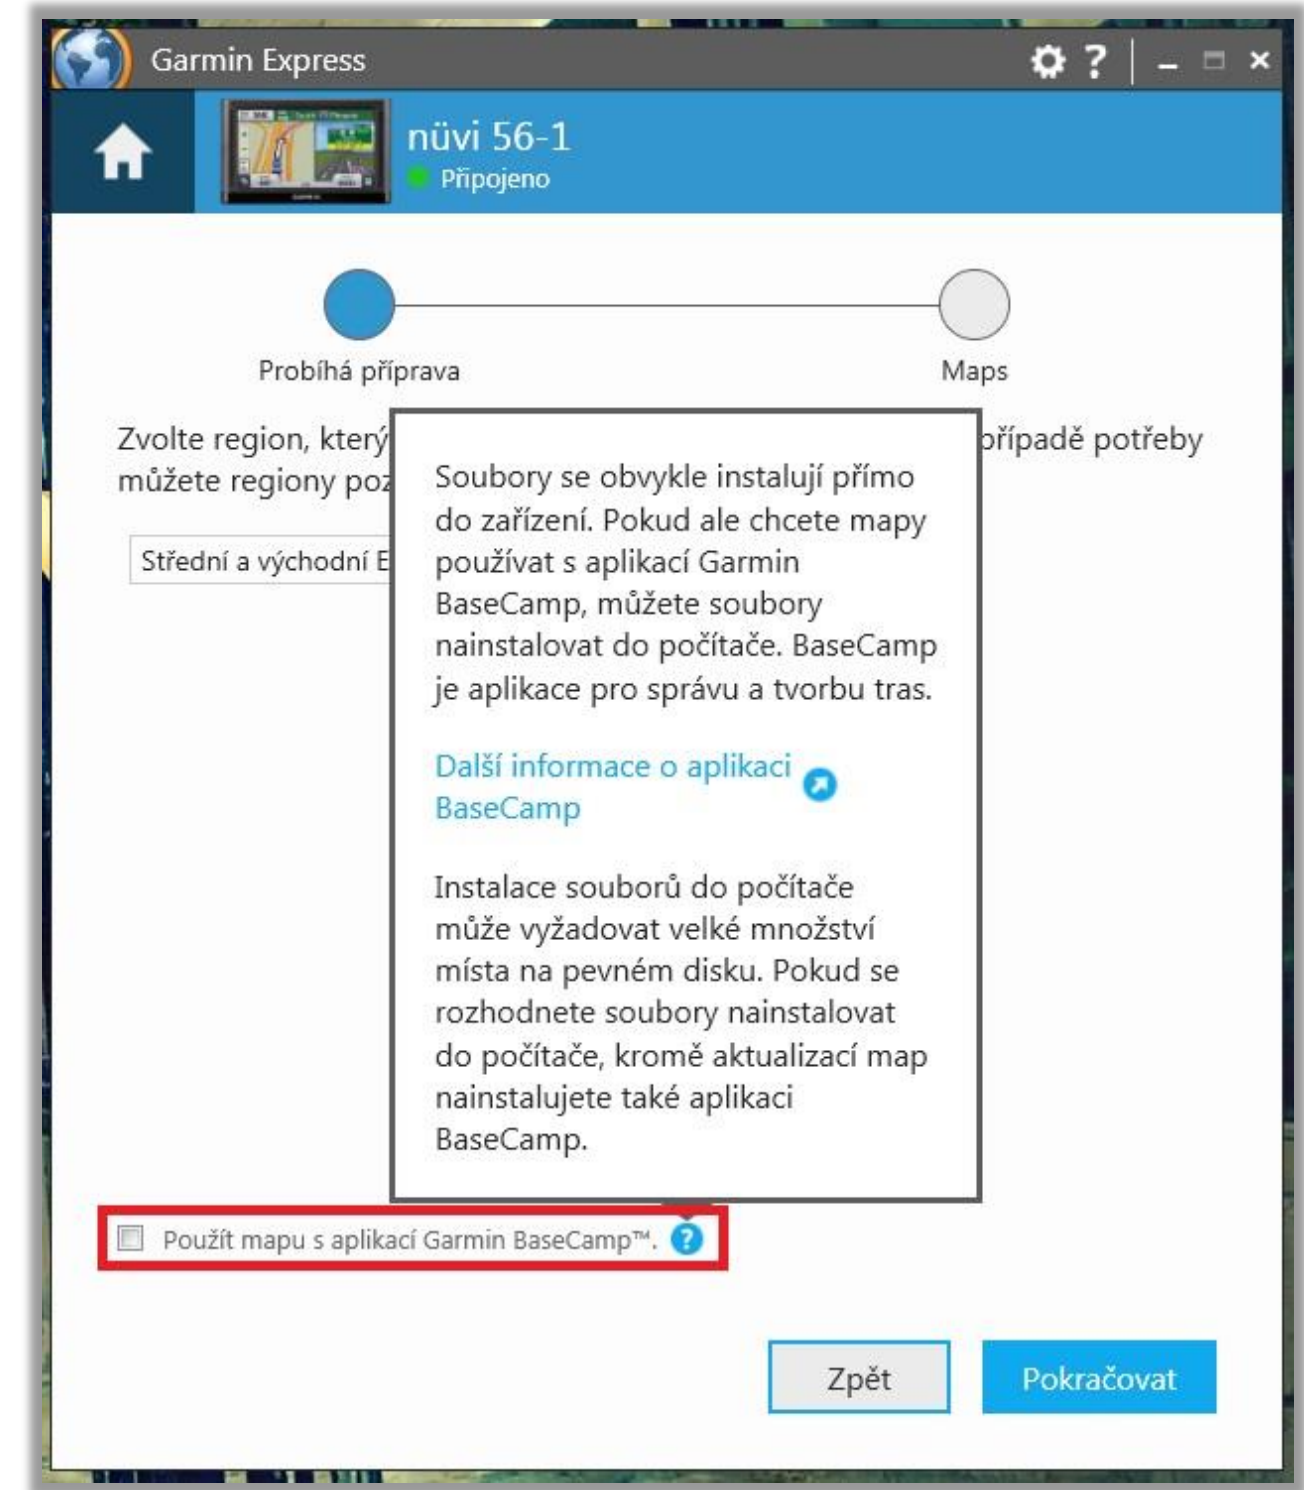 Garmin Express
?
nüvi 56-1
Připojeno
Probíhá příprava
Maps
Zvolte region, který
případě potřeby
můžete regiony poz
Střední a východní E
Soubory se obvykle instalují přímo
do zařízení. Pokud ale chcete mapy
používat s aplikací Garmin
BaseCamp, můžete soubory
nainstalovat do počítače. BaseCamp
je aplikace pro správu a tvorbu tras.
Další informace o aplikaci
BaseCamp
Instalace souborů do počítače
může vyžadovat velké množství
místa na pevném disku. Pokud se
rozhodnete soubory nainstalovat
do počítače, kromě aktualizací map
nainstalujete také aplikaci
BaseCamp.
Použít mapu s aplikací Garmin BaseCamp™. ?
Zpět
Pokračovat